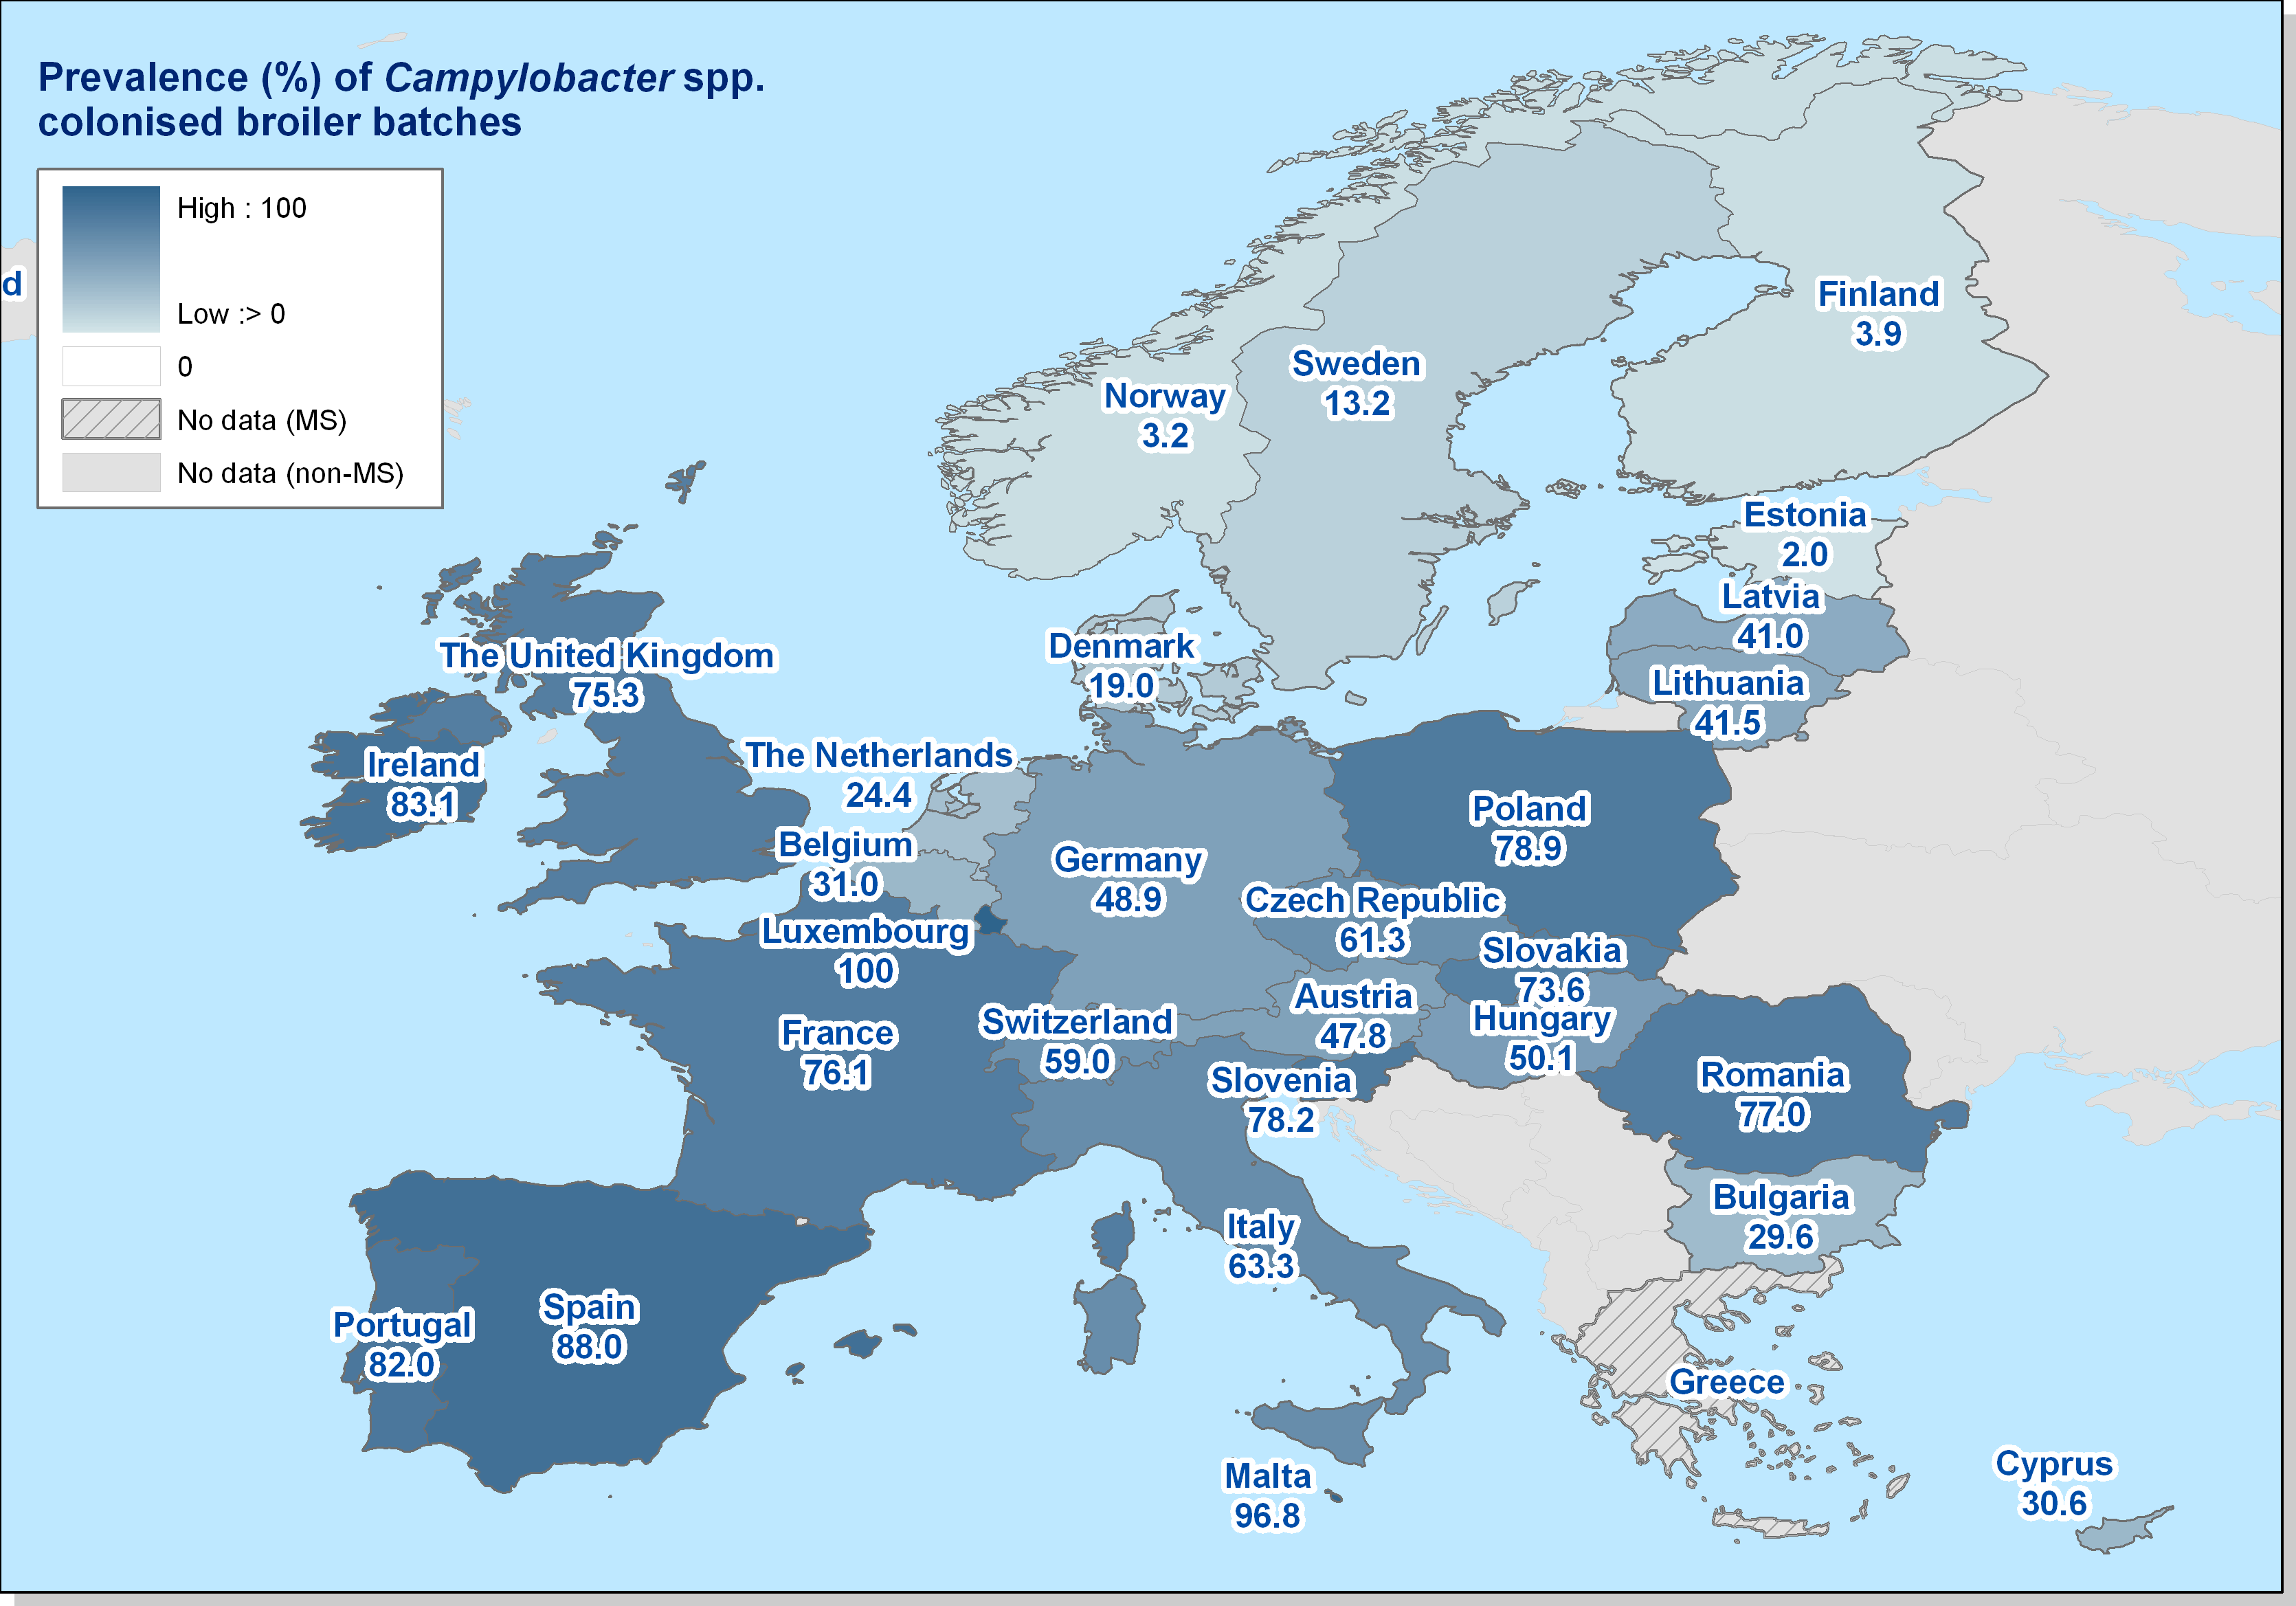 Prevalence (%) of Campylobacter spp.
colonised broiler batches
High : 100
Low :> 0
0
No data (MS)
No data (non-MS)
d
Finland
3.9
Sweden
13.2
Norway
3.2
Estonia
2.0
Latvia
41.0
Lithuania
41.5
Denmark
19.0
The United Kingdom
75.3
Ireland
83.1
The Netherlands
24.4
Belgium
31.0
Luxembourg
100
Germany
48.9
Poland
78.9
Czech Republic
61.3
Slovakia
73.6
Austria
47.8
Hungary
50.1
Switzerland
59.0
France
76.1
Slovenia
78.2
Romania
77.0
Bulgaria
29.6
Italy
63.3
Spain
88.0
Portugal
82.0
Greece
Malta
96.8
Cyprus
30.6